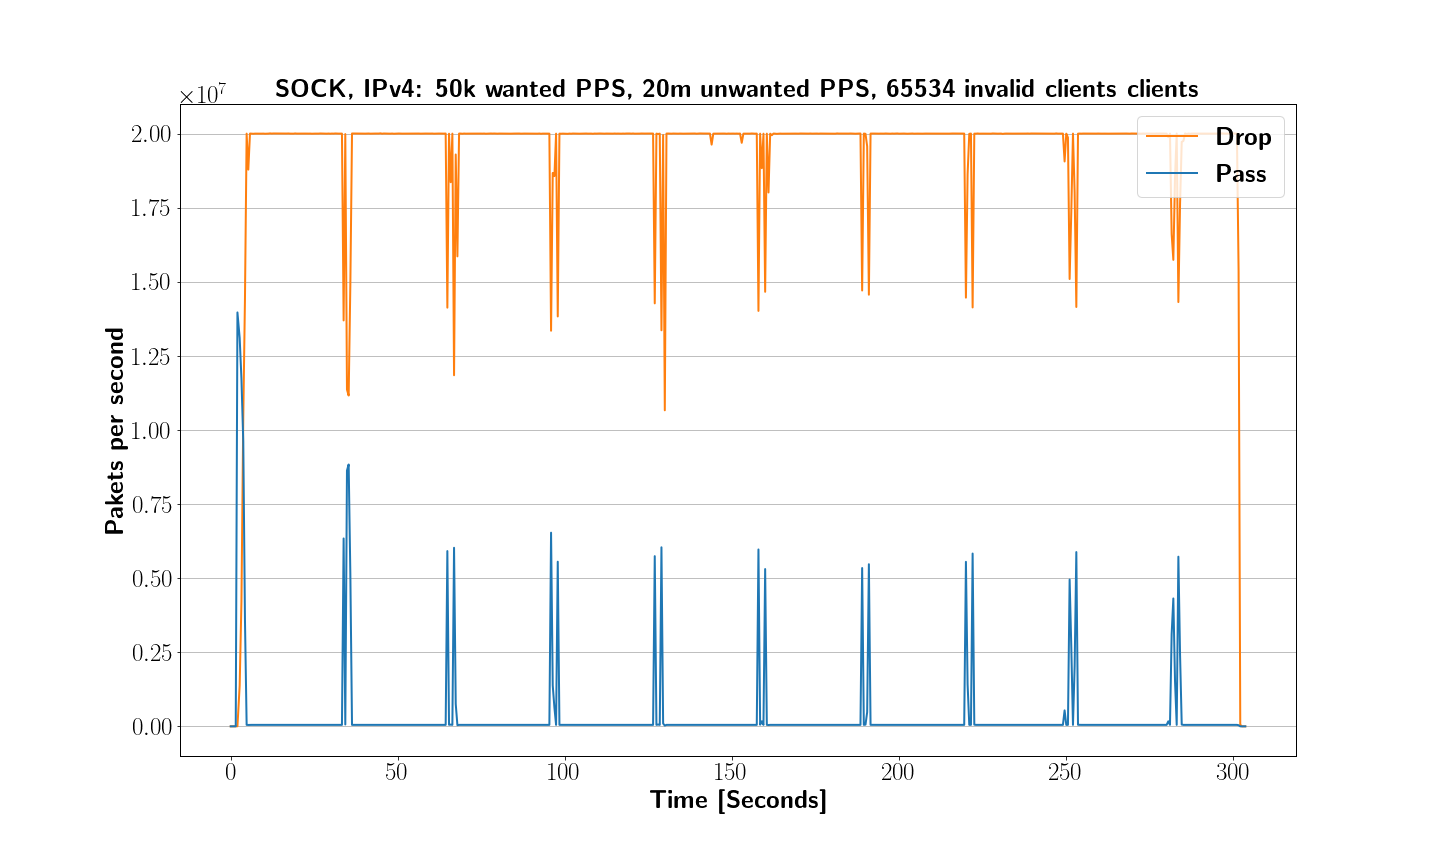 SOCK, IPv4: 50k wanted PPS, 20m unwanted PPS, 65534 invalid clients clients
×10⁷
Drop
Pass
2.00
1.75
1.50
1.25
1.00
0.75
0.50
0.25
0.00
Pakets per second
0 50 100 150 200 250 300
Time [Seconds]